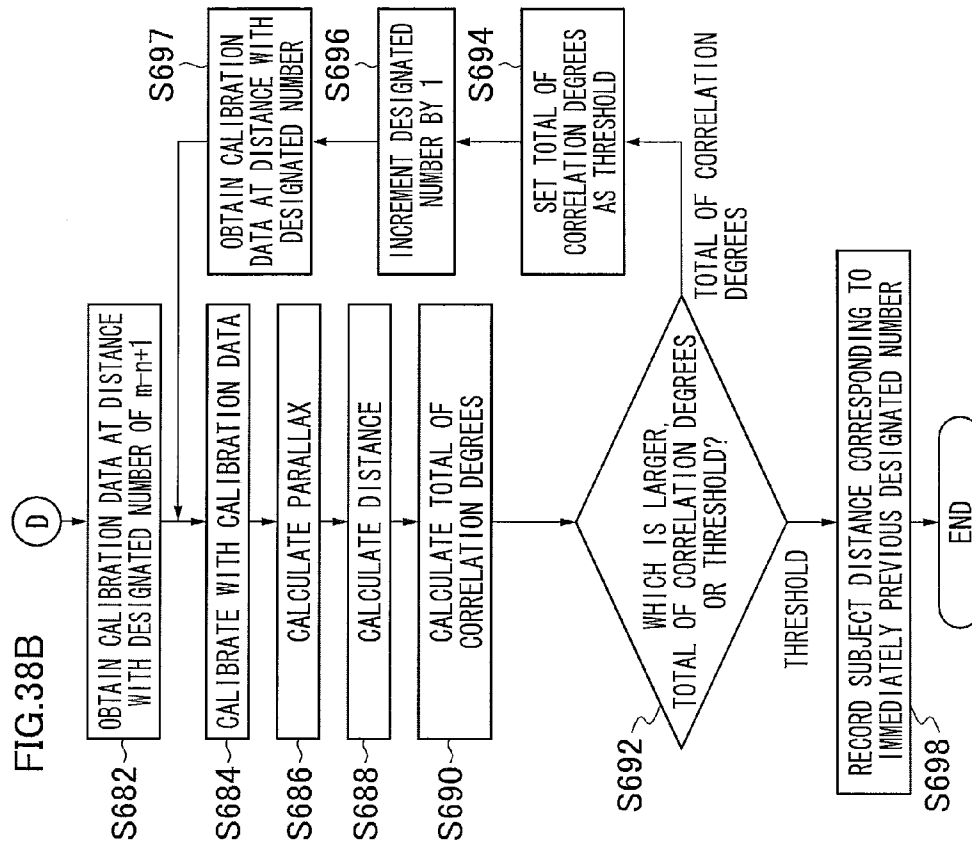 FIG.38B
D
OBTAIN CALIBRATION DATA AT DISTANCE
WITH DESIGNATED NUMBER OF m-n+1
S682
CALIBRATE WITH CALIBRATION DATA
S684
CALCULATE PARALLAX
S686
CALCULATE DISTANCE
S688
CALCULATE TOTAL OF
CORRELATION DEGREES
S690
WHICH IS LARGER,
TOTAL OF CORRELATION DEGREES
OR THRESHOLD?
S692
TOTAL OF CORRELATION
DEGREES
SET TOTAL OF
CORRELATION DEGREES
AS THRESHOLD
S694
INCREMENT DESIGNATED
NUMBER BY 1
S696
OBTAIN CALIBRATION
DATA AT DISTANCE WITH
DESIGNATED NUMBER
S697
THRESHOLD
RECORD SUBJECT DISTANCE CORRESPONDING TO
IMMEDIATELY PREVIOUS DESIGNATED NUMBER
S698
END